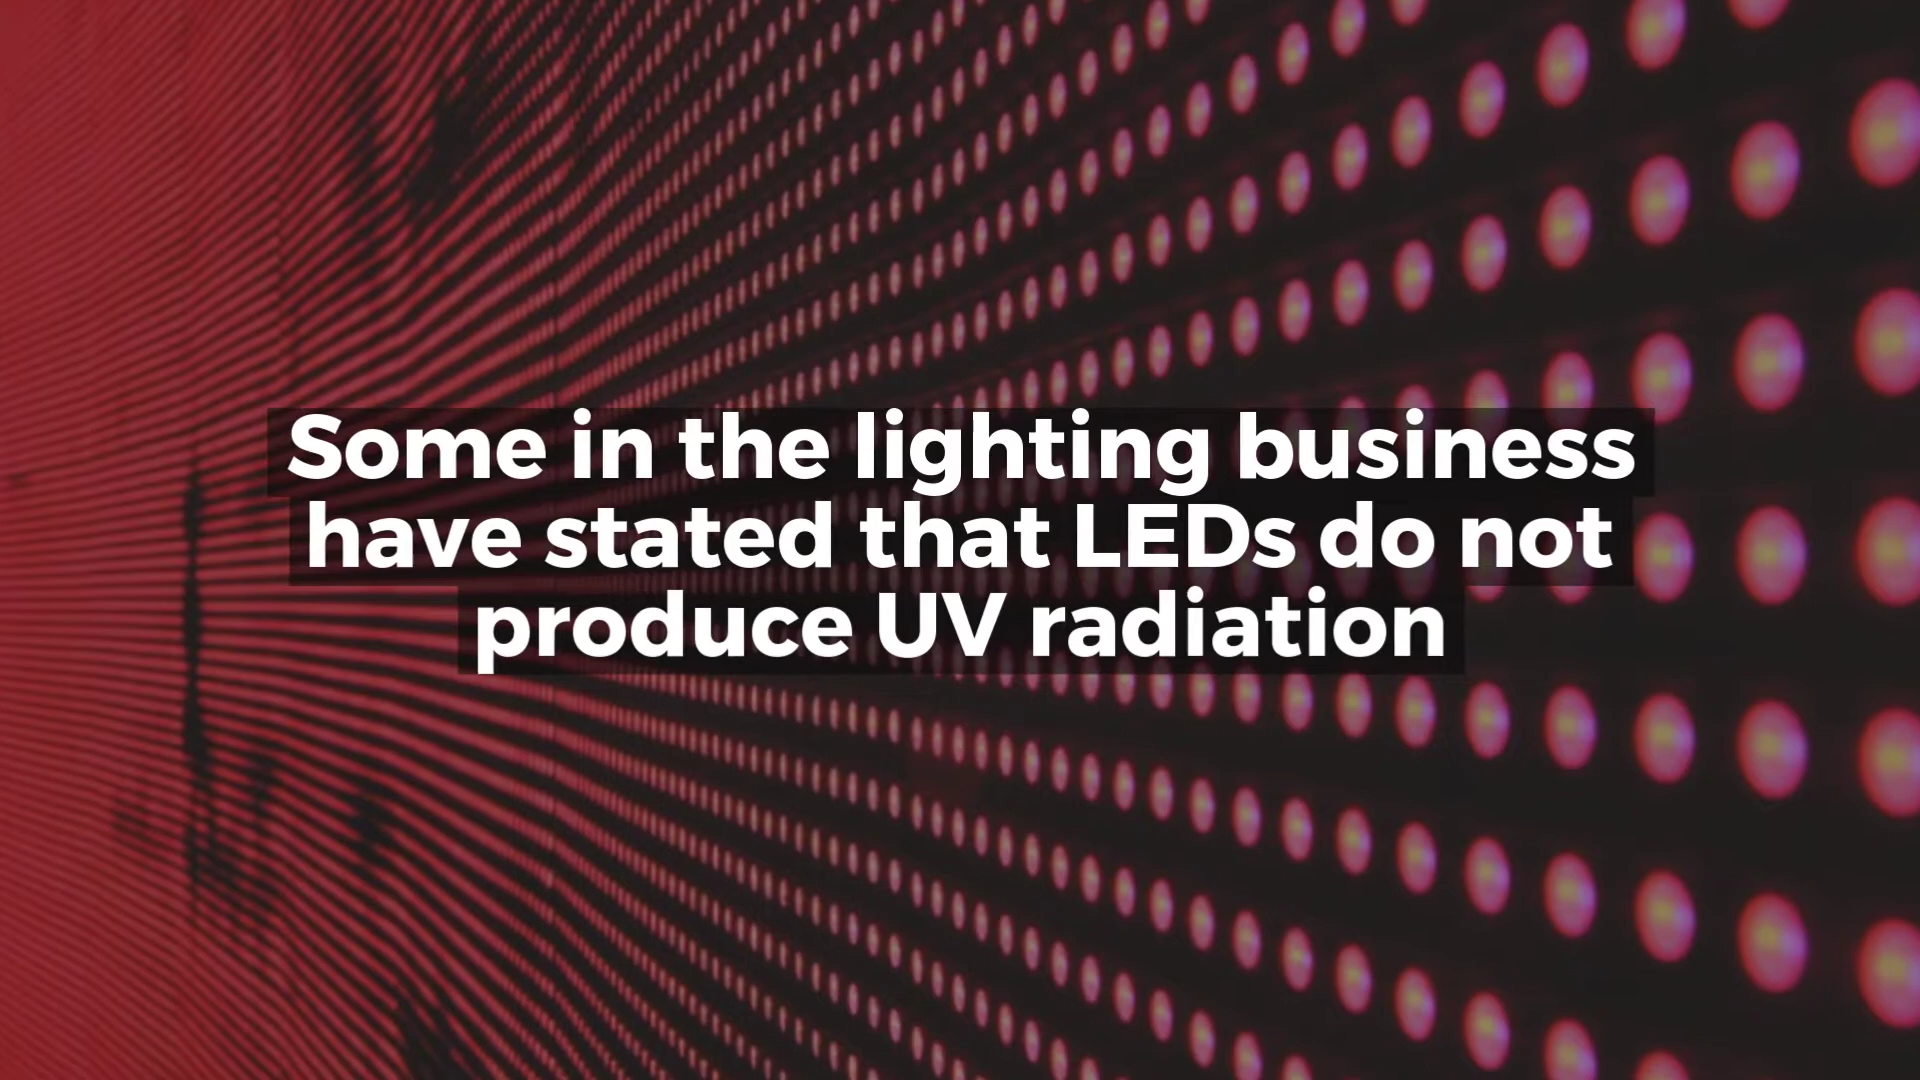 Some in the lighting business
have stated that LEDs do not
produce UV radiation